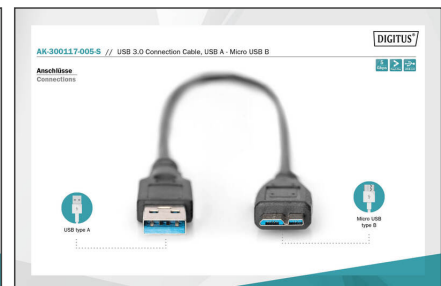 DIGITUS®
AK-300117-005-S // USB 3.0 Connection Cable, USB A - Micro USB B
Anschlüsse
Connections
USB type A
Micro USB
type B